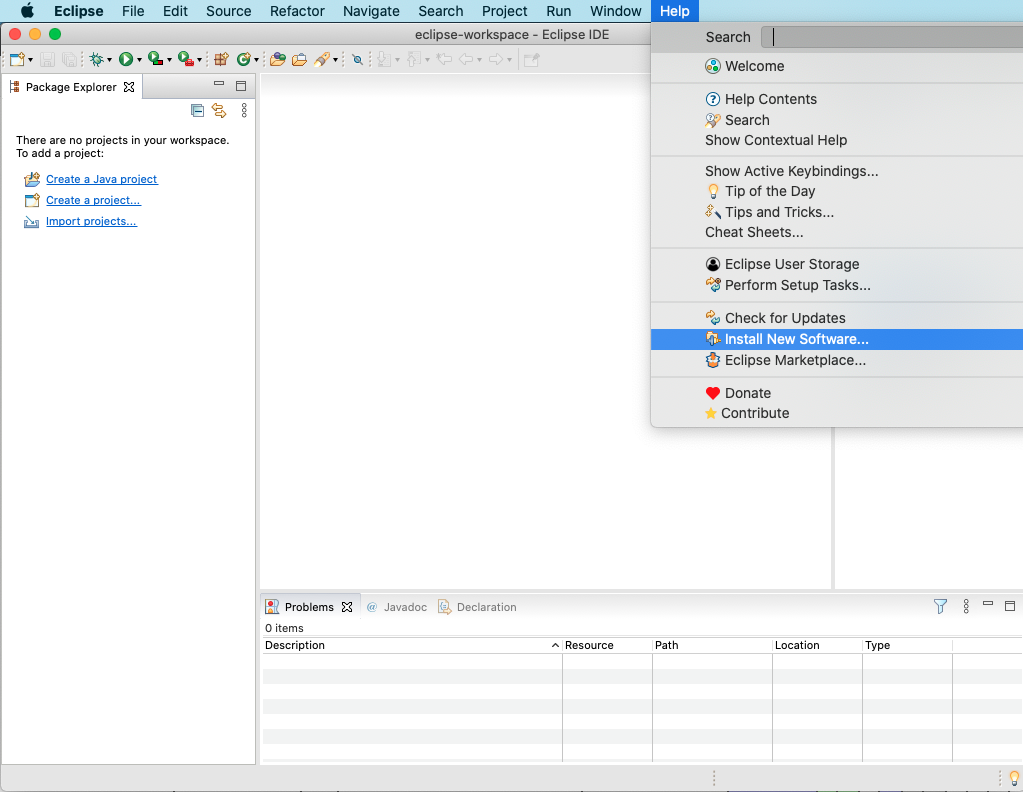 Eclipse File Edit Source Refactor Navigate Search Project Run Window Help
eclipse-workspace - Eclipse IDE
Search
Welcome
Help Contents
Search
Show Contextual Help
Show Active Keybindings...
Tip of the Day
Tips and Tricks...
Cheat Sheets...
Eclipse User Storage
Perform Setup Tasks...
Check for Updates
Install New Software...
Eclipse Marketplace...
Donate
Contribute
Package Explorer
There are no projects in your workspace.
To add a project:
Create a Java project
Create a project...
Import projects...
Problems @ Javadoc Declaration
0 items
Description Resource Path Location Type